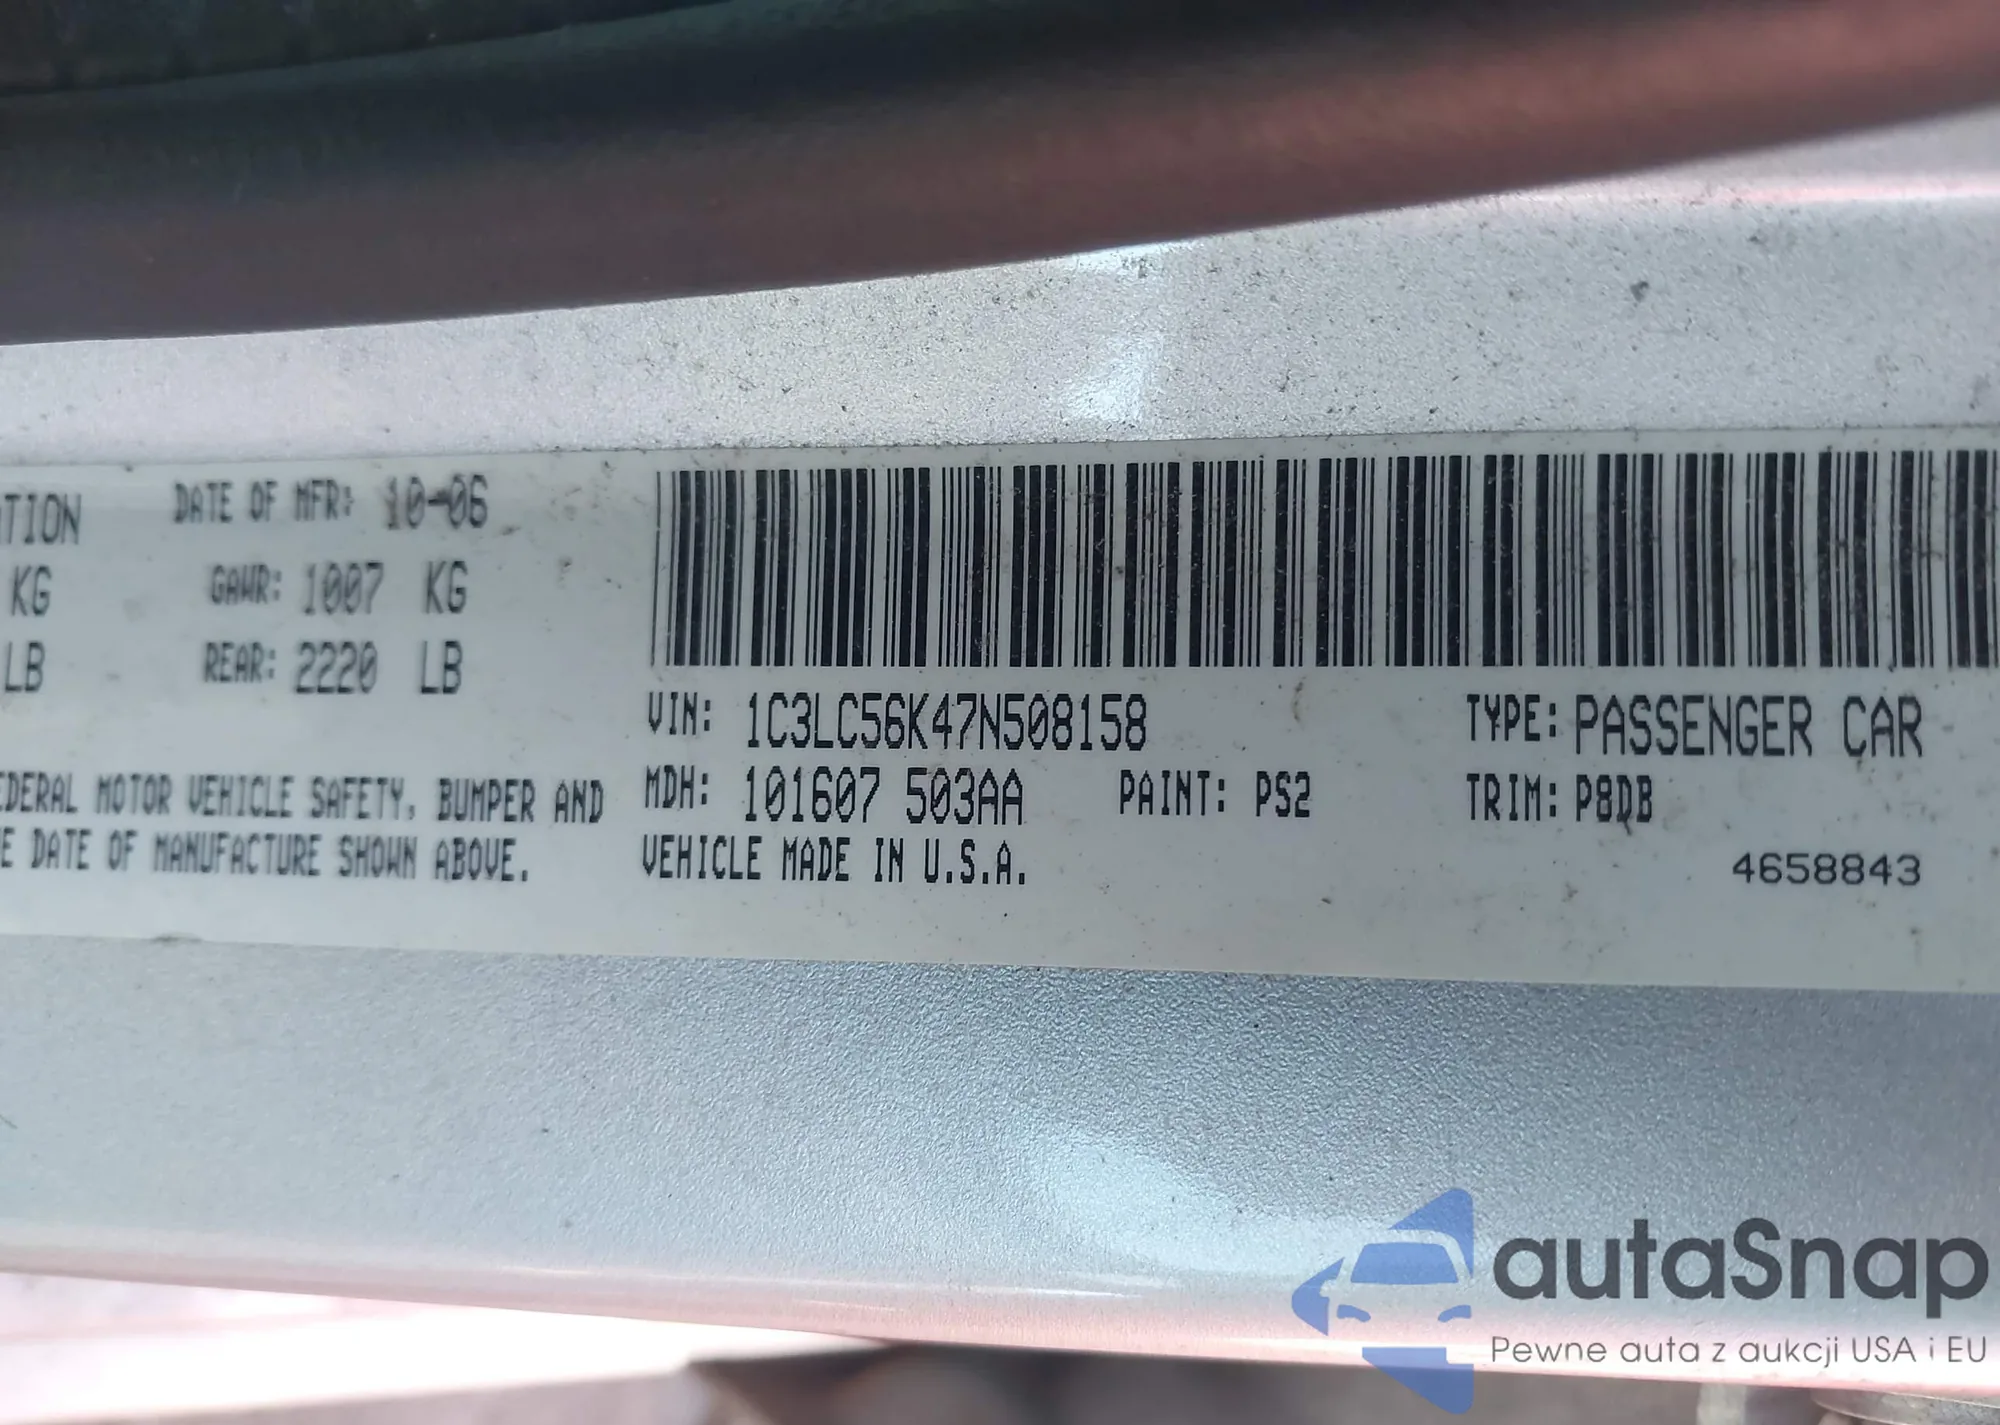 ATION
DATE OF MFR: 10-06
KG
GAWR: 1007 KG
LB
REAR: 2220 LB
EDERAL MOTOR VEHICLE SAFETY, BUMPER AND
E DATE OF MANUFACTURE SHOWN ABOVE.
VIN: 1C3LC56K47N508158
TYPE: PASSENGER CAR
MDH: 101607 503AA
PAINT: PS2
TRIM: P8DB
VEHICLE MADE IN U.S.A.
4658843
autaSnap
Pewne auta z aukcji USA i EU